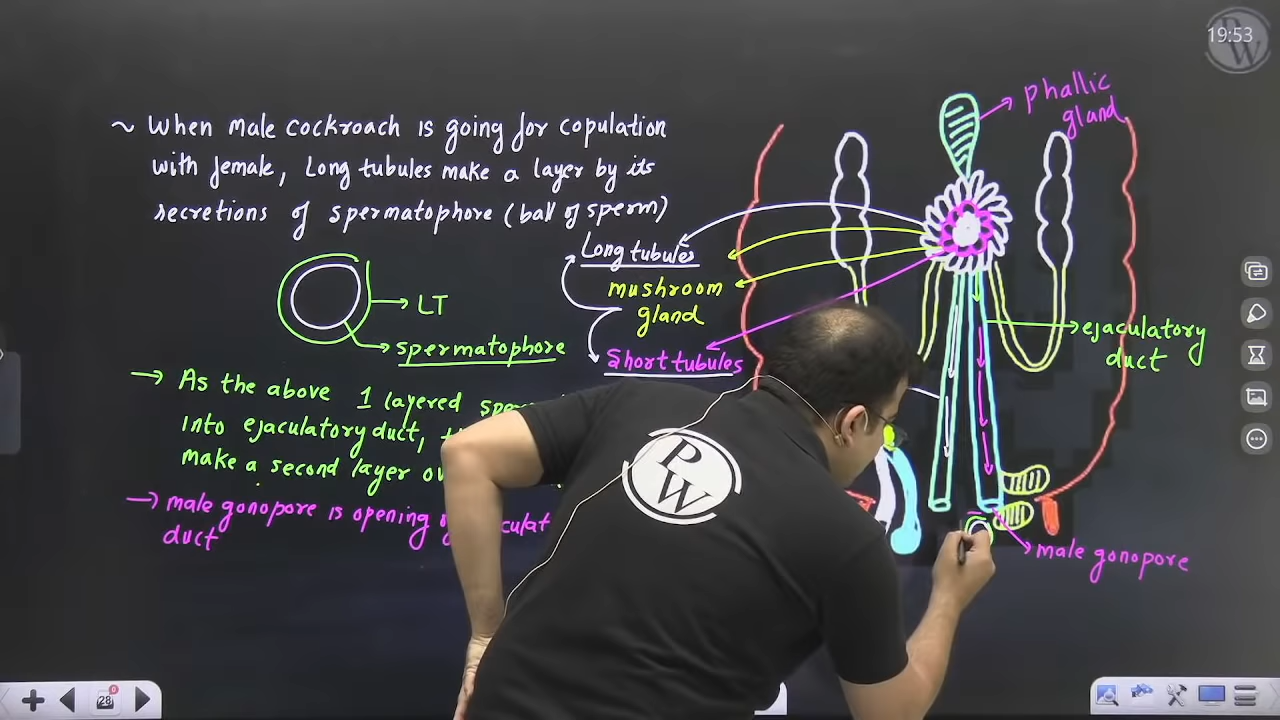 19:53
PW
~ When male cockroach is going for copulation
with female, Long tubules make a layer by its
secretions of spermatophore (ball of sperm)
LT
spermatophore
→ As the above 1 layered
into ejaculatory duct,
make a second layer
→ male gonopore is opening
duct
Long tubules
mushroom
gland
Short tubules
Phallic
gland
ejaculatory
duct
male gonopore
PW
28